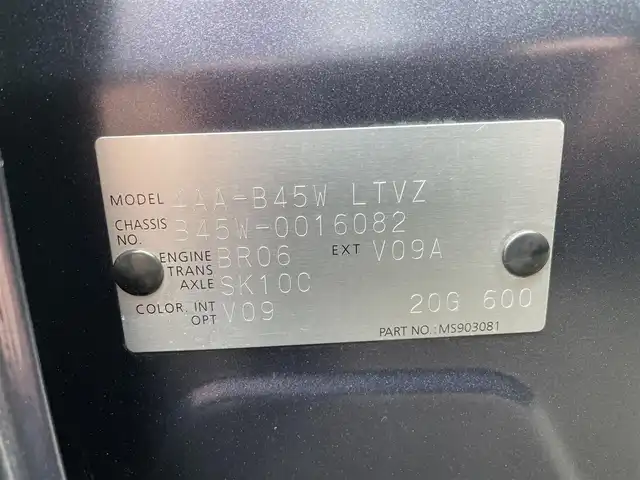 MODEL 4AA-B45W LTVZ
CHASSIS NO. B45W-0016082
ENGINE BR06 EXT V09A
TRANS AXLE SK10C
COLOR, INT V09 20G 600
OPT
PART NO.: MS903081